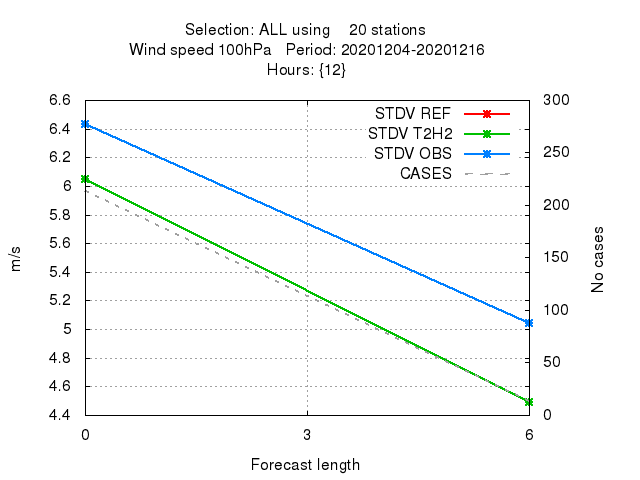 Selection: ALL using 20 stations
Wind speed 100hPa Period: 20201204-20201216
Hours: {12}
STDV REF
STDV T2H2
STDV OBS
CASES
6.6
6.4
6.2
6
5.8
5.6
5.4
5.2
5
4.8
4.6
4.4
m/s
300
250
200
150
100
50
0
No cases
0 3 6
Forecast length